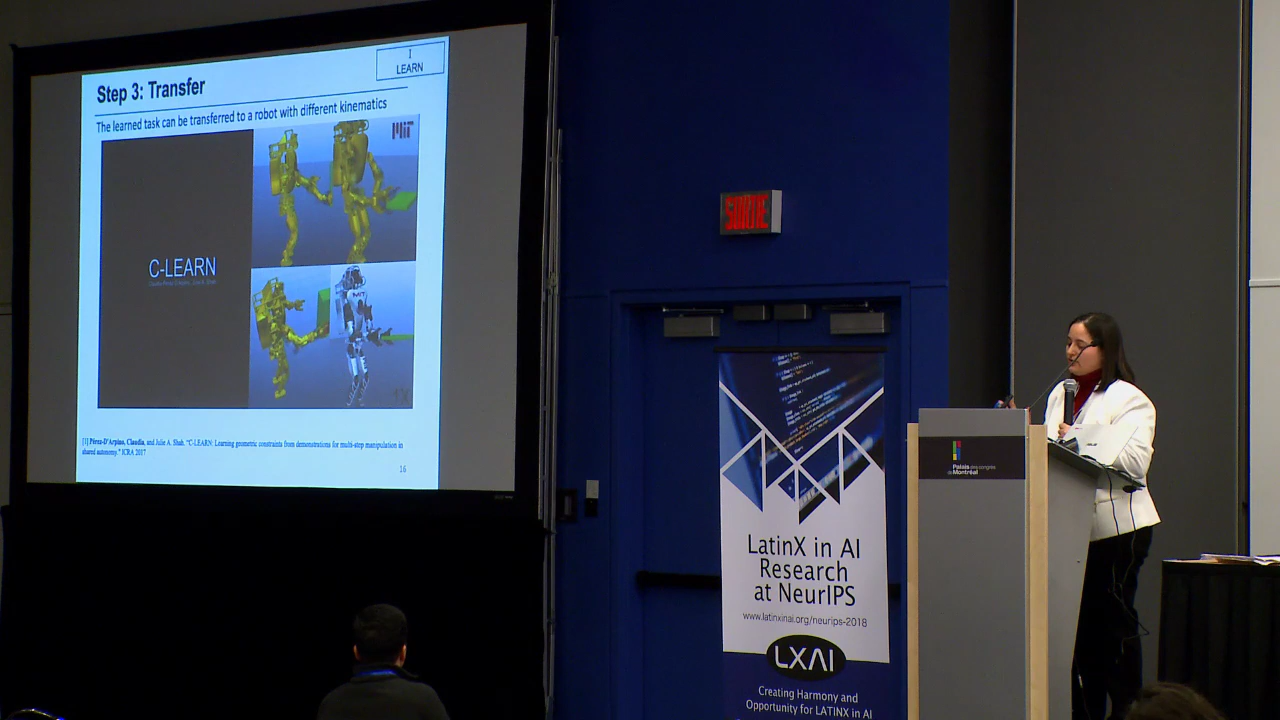 I
LEARN
Step 3: Transfer
The learned task can be transferred to a robot with different kinematics
MIT
C-LEARN
[1] Pérez-D'Arpino, Claudia, and Julie A. Shah. "C-LEARN: Learning geometric constraints from demonstrations for multi-step manipulation in
shared autonomy." ICRA 2017
16
SORTIE
LatinX in AI
Research
at NeurIPS
www.latinxinai.org/neurips-2018
LXAI
Creating Harmony and
Opportunity for LATINX in AI
Palais des congrès
de Montréal